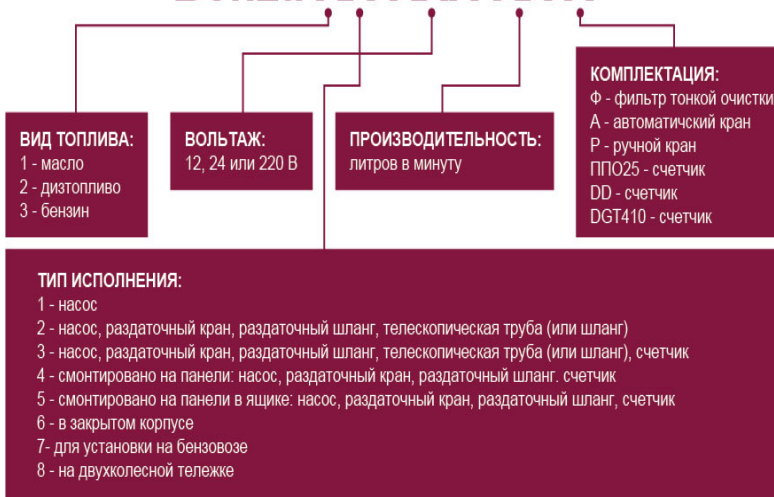 ВИД ТОПЛИВА:
1 - масло
2 - дизтопливо
3 - бензин
ВОЛЬТАЖ:
12, 24 или 220 В
ПРОИЗВОДИТЕЛЬНОСТЬ:
литров в минуту
КОМПЛЕКТАЦИЯ:
Ф - фильтр тонкой очистки
А - автоматичский кран
Р - ручной кран
ППО25 - счетчик
DD - счетчик
DGT410 - счетчик
ТИП ИСПОЛНЕНИЯ:
1 - насос
2 - насос, раздаточный кран, раздаточный шланг, телескопическая труба (или шланг)
3 - насос, раздаточный кран, раздаточный шланг, телескопическая труба (или шланг), счетчик
4 - смонтировано на панели: насос, раздаточный кран, раздаточный шланг. счетчик
5 - смонтировано на панели в ящике: насос, раздаточный кран, раздаточный шланг, счетчик
6 - в закрытом корпусе
7- для установки на бензовозе
8 - на двухколесной тележке